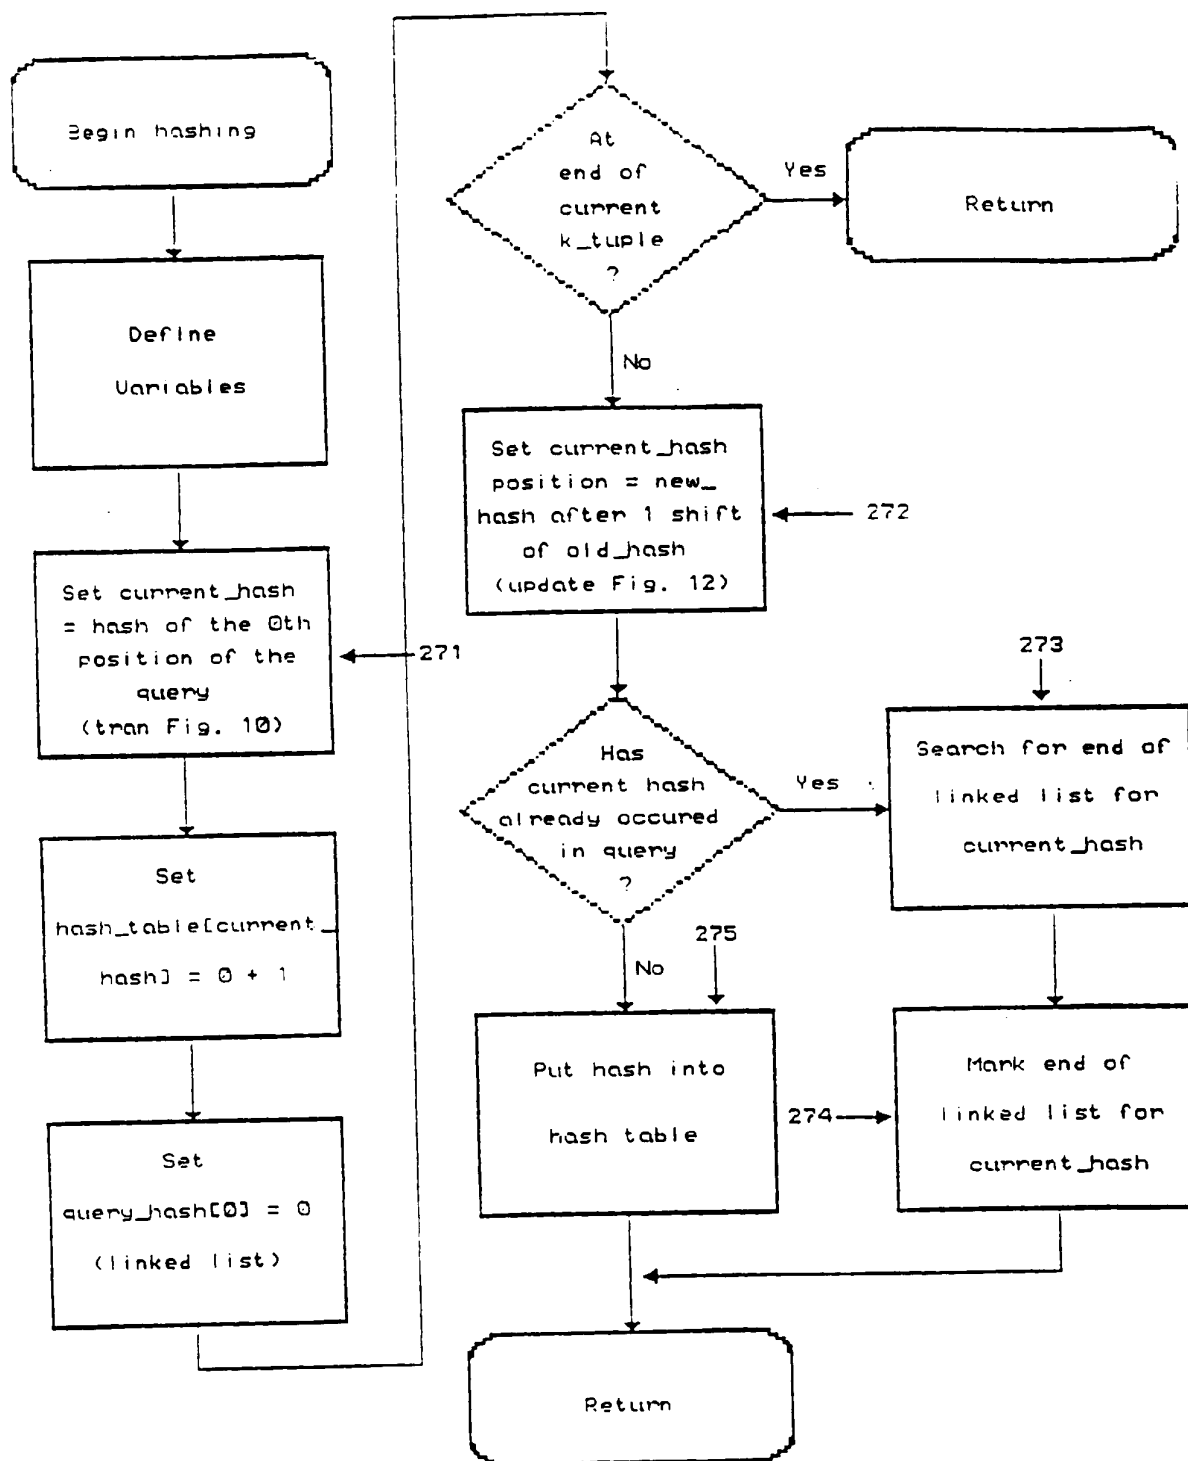 Begin hashing
Define
Variables
Set current_hash
= hash of the 0th
position of the
query
(tran Fig. 10)
271
Set
hash_table[current_
hash] = 0 + 1
Set
query_hash[0] = 0
(linked list)
At
end of
current
k_tuple
?
Yes
Return
No
Set current_hash
position = new_
hash after 1 shift
of old_hash
(update Fig. 12)
272
Has
current hash
already occured
in query
?
Yes
273
Search for end of
linked list for
current_hash
No
275
Put hash into
hash table
274
Mark end of
linked list for
current_hash
Return